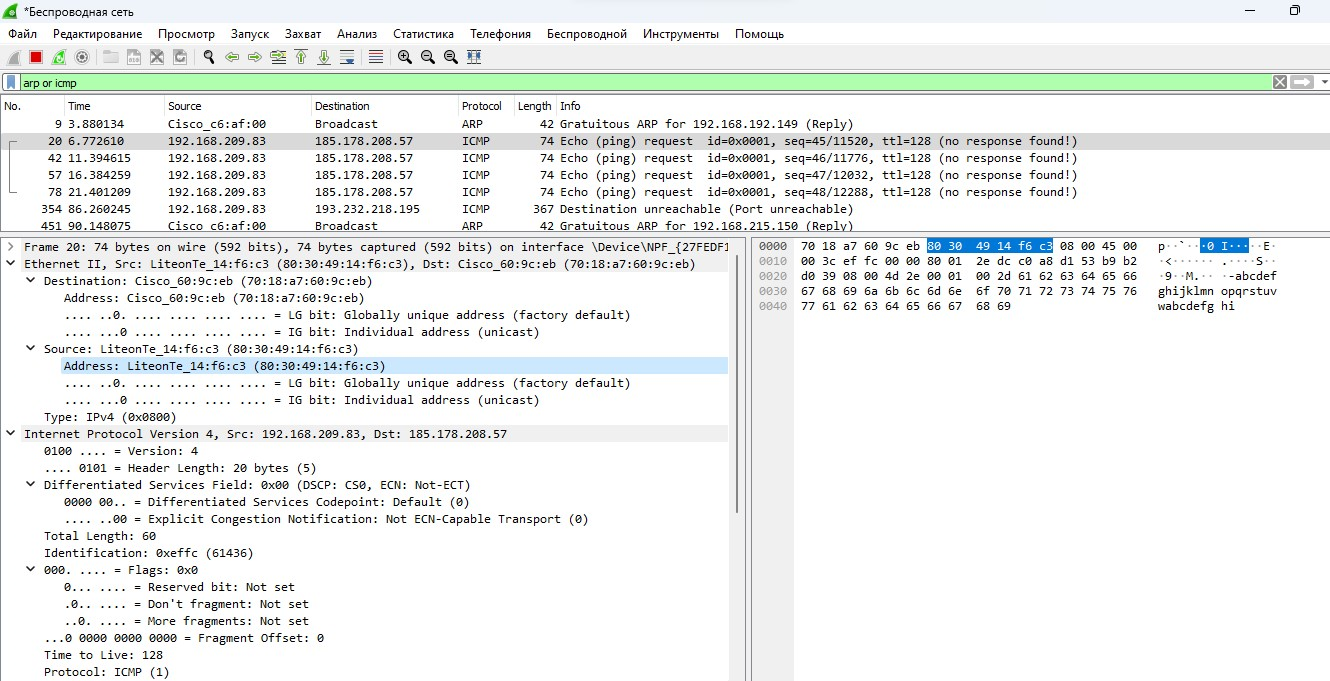 *Беспроводная сеть
Файл Редактирование Просмотр Запуск Захват Анализ Статистика Телефония Беспроводной Инструменты Помощь
arp or icmp
No. Time Source Destination Protocol Length Info
9 3.880134 Cisco_c6:af:00 Broadcast ARP 42 Gratuitous ARP for 192.168.192.149 (Reply)
20 6.772610 192.168.209.83 185.178.208.57 ICMP 74 Echo (ping) request id=0x0001, seq=45/11520, ttl=128 (no response found!)
42 11.394615 192.168.209.83 185.178.208.57 ICMP 74 Echo (ping) request id=0x0001, seq=46/11776, ttl=128 (no response found!)
57 16.384259 192.168.209.83 185.178.208.57 ICMP 74 Echo (ping) request id=0x0001, seq=47/12032, ttl=128 (no response found!)
78 21.401209 192.168.209.83 185.178.208.57 ICMP 74 Echo (ping) request id=0x0001, seq=48/12288, ttl=128 (no response found!)
354 86.260245 192.168.209.83 193.232.218.195 ICMP 367 Destination unreachable (Port unreachable)
451 90.148075 Cisco_c6:af:00 Broadcast ARP 42 Gratuitous ARP for 192.168.215.150 (Reply)
Frame 20: 74 bytes on wire (592 bits), 74 bytes captured (592 bits) on interface \Device\NPF_{27FEDF1
Ethernet II, Src: LiteonTe_14:f6:c3 (80:30:49:14:f6:c3), Dst: Cisco_60:9c:eb (70:18:a7:60:9c:eb)
Destination: Cisco_60:9c:eb (70:18:a7:60:9c:eb)
Address: Cisco_60:9c:eb (70:18:a7:60:9c:eb)
.... ..0. .... .... .... .... = LG bit: Globally unique address (factory default)
.... ...0 .... .... .... .... = IG bit: Individual address (unicast)
Source: LiteonTe_14:f6:c3 (80:30:49:14:f6:c3)
Address: LiteonTe_14:f6:c3 (80:30:49:14:f6:c3)
.... ..0. .... .... .... .... = LG bit: Globally unique address (factory default)
.... ...0 .... .... .... .... = IG bit: Individual address (unicast)
Type: IPv4 (0x0800)
Internet Protocol Version 4, Src: 192.168.209.83, Dst: 185.178.208.57
0100 .... = Version: 4
.... 0101 = Header Length: 20 bytes (5)
Differentiated Services Field: 0x00 (DSCP: CS0, ECN: Not-ECT)
0000 00.. = Differentiated Services Codepoint: Default (0)
.... ..00 = Explicit Congestion Notification: Not ECN-Capable Transport (0)
Total Length: 60
Identification: 0xeffc (61436)
000. .... = Flags: 0x0
0... .... = Reserved bit: Not set
.0.. .... = Don't fragment: Not set
..0. .... = More fragments: Not set
...0 0000 0000 0000 = Fragment Offset: 0
Time to Live: 128
Protocol: ICMP (1)
0000 70 18 a7 60 9c eb 80 30 49 14 f6 c3 08 00 45 00 p··`···0 I·····E·
0010 00 3c ef fc 00 00 80 01 2e dc c0 a8 d1 53 b9 b2 ·<······ .····S··
0020 d0 39 08 00 4d 2e 00 01 00 2d 61 62 63 64 65 66 ·9··M.·· ·-abcdef
0030 67 68 69 6a 6b 6c 6d 6e 6f 70 71 72 73 74 75 76 ghijklmn opqrstuv
0040 77 61 62 63 64 65 66 67 68 69 wabcdefg hi